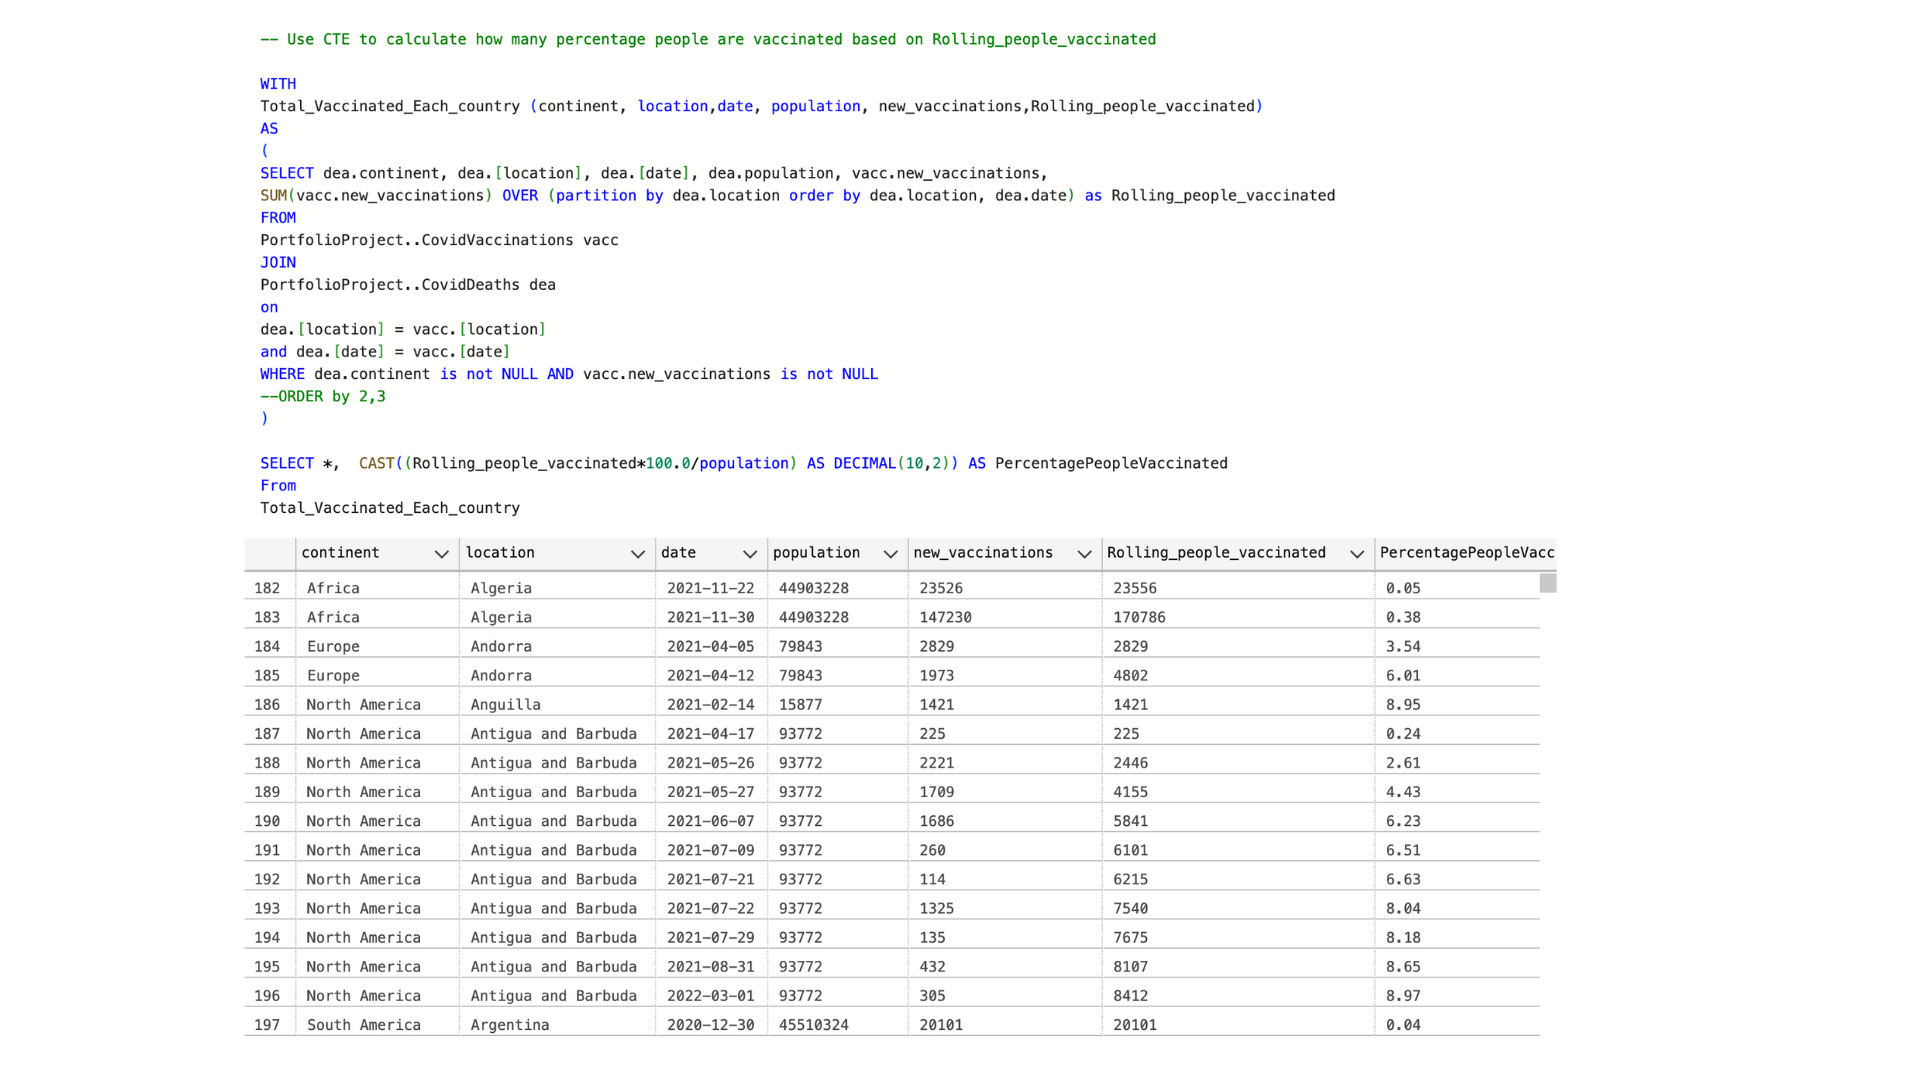 -- Use CTE to calculate how many percentage people are vaccinated based on Rolling_people_vaccinated
WITH
Total_Vaccinated_Each_country (continent, location,date, population, new_vaccinations,Rolling_people_vaccinated)
AS
(
SELECT dea.continent, dea.[location], dea.[date], dea.population, vacc.new_vaccinations,
SUM(vacc.new_vaccinations) OVER (partition by dea.location order by dea.location, dea.date) as Rolling_people_vaccinated
FROM
PortfolioProject..CovidVaccinations vacc
JOIN
PortfolioProject..CovidDeaths dea
on
dea.[location] = vacc.[location]
and dea.[date] = vacc.[date]
WHERE dea.continent is not NULL AND vacc.new_vaccinations is not NULL
--ORDER by 2,3
)
SELECT *,  CAST((Rolling_people_vaccinated*100.0/population) AS DECIMAL(10,2)) AS PercentagePeopleVaccinated
From
Total_Vaccinated_Each_country
continent location date population new_vaccinations Rolling_people_vaccinated PercentagePeopleVacc
182 Africa Algeria 2021-11-22 44903228 23526 23556 0.05
183 Africa Algeria 2021-11-30 44903228 147230 170786 0.38
184 Europe Andorra 2021-04-05 79843 2829 2829 3.54
185 Europe Andorra 2021-04-12 79843 1973 4802 6.01
186 North America Anguilla 2021-02-14 15877 1421 1421 8.95
187 North America Antigua and Barbuda 2021-04-17 93772 225 225 0.24
188 North America Antigua and Barbuda 2021-05-26 93772 2221 2446 2.61
189 North America Antigua and Barbuda 2021-05-27 93772 1709 4155 4.43
190 North America Antigua and Barbuda 2021-06-07 93772 1686 5841 6.23
191 North America Antigua and Barbuda 2021-07-09 93772 260 6101 6.51
192 North America Antigua and Barbuda 2021-07-21 93772 114 6215 6.63
193 North America Antigua and Barbuda 2021-07-22 93772 1325 7540 8.04
194 North America Antigua and Barbuda 2021-07-29 93772 135 7675 8.18
195 North America Antigua and Barbuda 2021-08-31 93772 432 8107 8.65
196 North America Antigua and Barbuda 2022-03-01 93772 305 8412 8.97
197 South America Argentina 2020-12-30 45510324 20101 20101 0.04